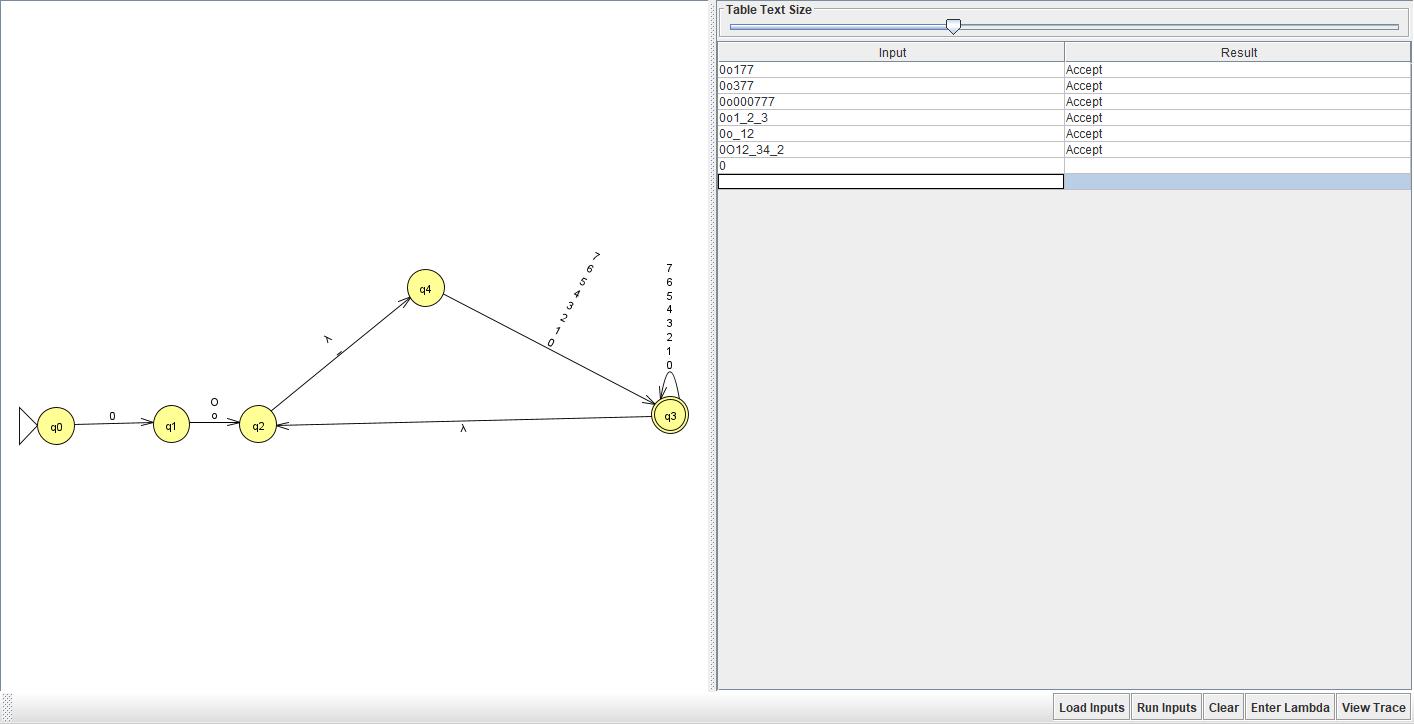 Table Text Size
Input Result
0o177 Accept
0o377 Accept
0o000777 Accept
0o1_2_3 Accept
0o_12 Accept
0O12_34_2 Accept
0
7
6
5
4
3
2
1
0
7
6
5
4
3
2
1
0
q4
λ
_
O
o
0
q0
q1
q2
q3
λ
Load Inputs Run Inputs Clear Enter Lambda View Trace